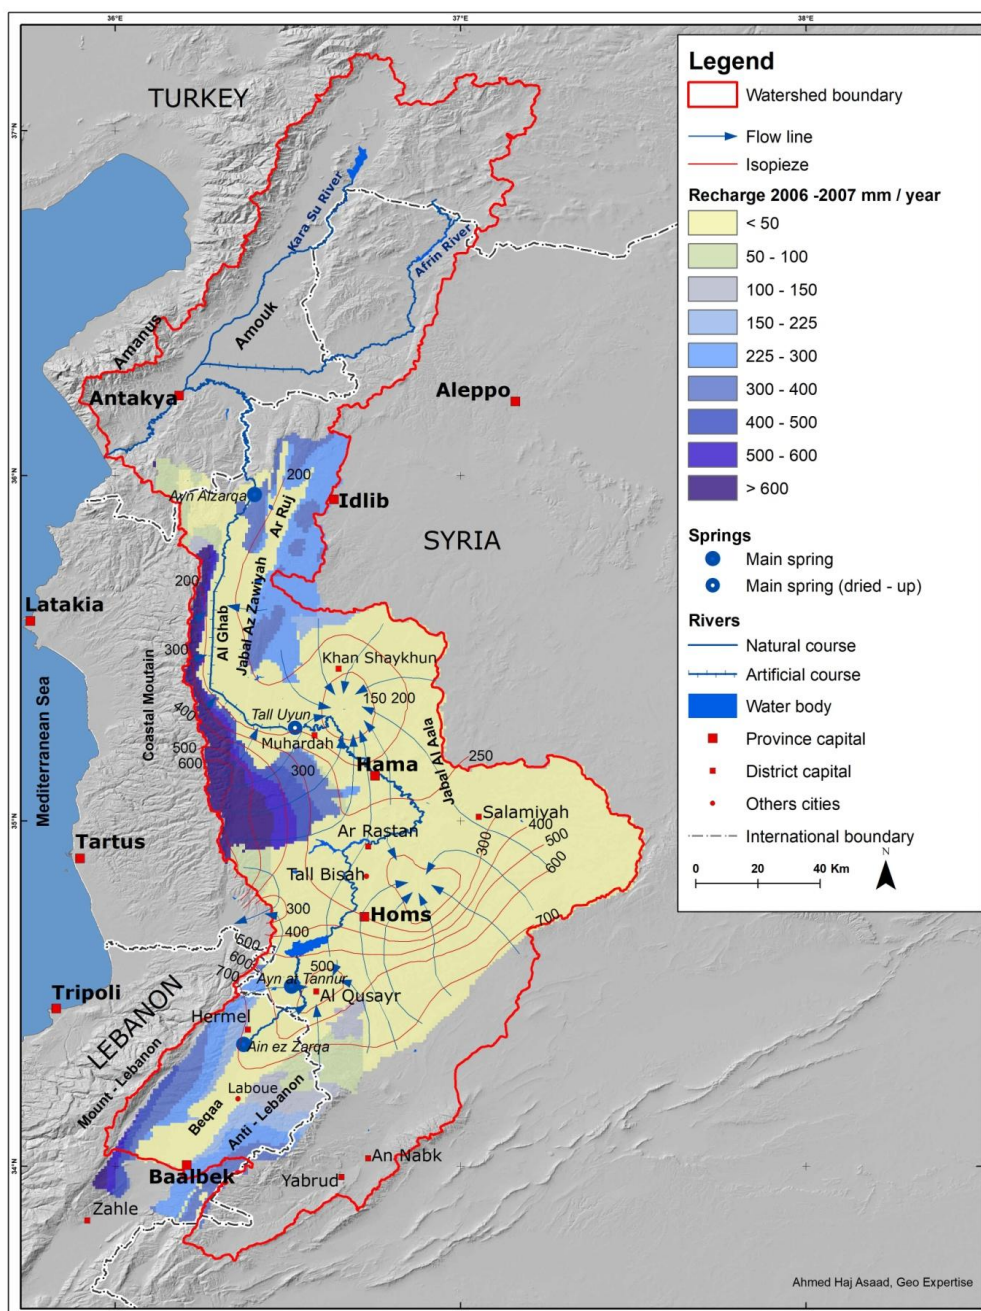 36°E
37°E
38°E
37°N
36°N
35°N
34°N
TURKEY
Kara Su River
Afrin River
Amouk
Amanus
Antakya
Aleppo
200
Ayn Alzarqa
Ar Ruj
Idlib
SYRIA
200
Latakia
Al Ghab
Jabal Az Zawiyah
300
Khan Shaykhun
150
200
400
Tall Uyun
Coastal Moutain
Muhardah
500
600
300
Hama
Jabal Al Aala
250
Mediterranean Sea
Salamiyah
400
300
500
600
Ar Rastan
Tartus
Tall Bisah
300
Homs
700
400
500
600
700
500
Ayn at Tannur
Al Qusayr
Tripoli
LEBANON
Hermel
Ain ez Zarqa
Mount - Lebanon
Laboue
Beqaa
Anti - Lebanon
An Nabk
Baalbek
Yabrud
Zahle
Legend
Watershed boundary
Flow line
Isopieze
Recharge 2006 -2007 mm / year
< 50
50 - 100
100 - 150
150 - 225
225 - 300
300 - 400
400 - 500
500 - 600
> 600
Springs
Main spring
Main spring (dried - up)
Rivers
Natural course
Artificial course
Water body
Province capital
District capital
Others cities
International boundary
N
0 20 40 Km
Ahmed Haj Asaad, Geo Expertise